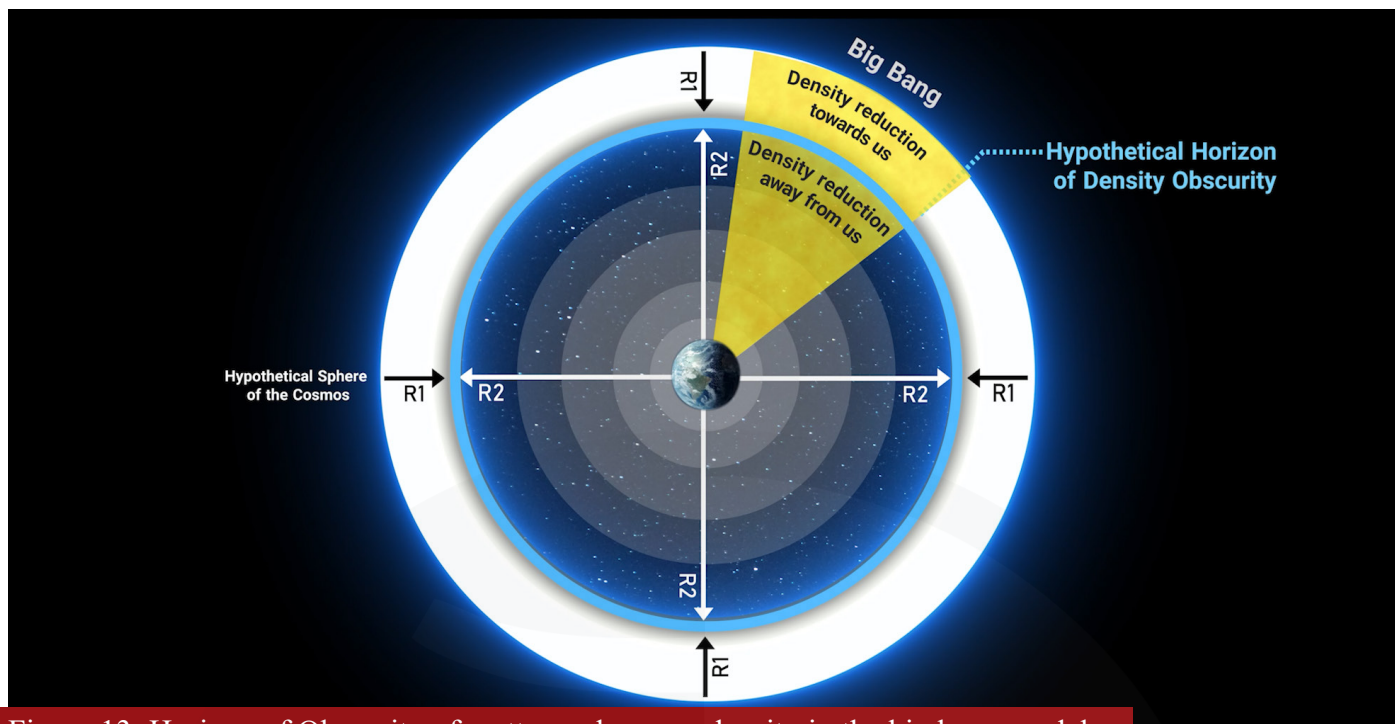 Big Bang
Density reduction
towards us
Hypothetical Horizon
of Density Obscurity
Density reduction
away from us
R1
R2
Hypothetical Sphere
of the Cosmos
R1
R2
R2
R1
R2
R1